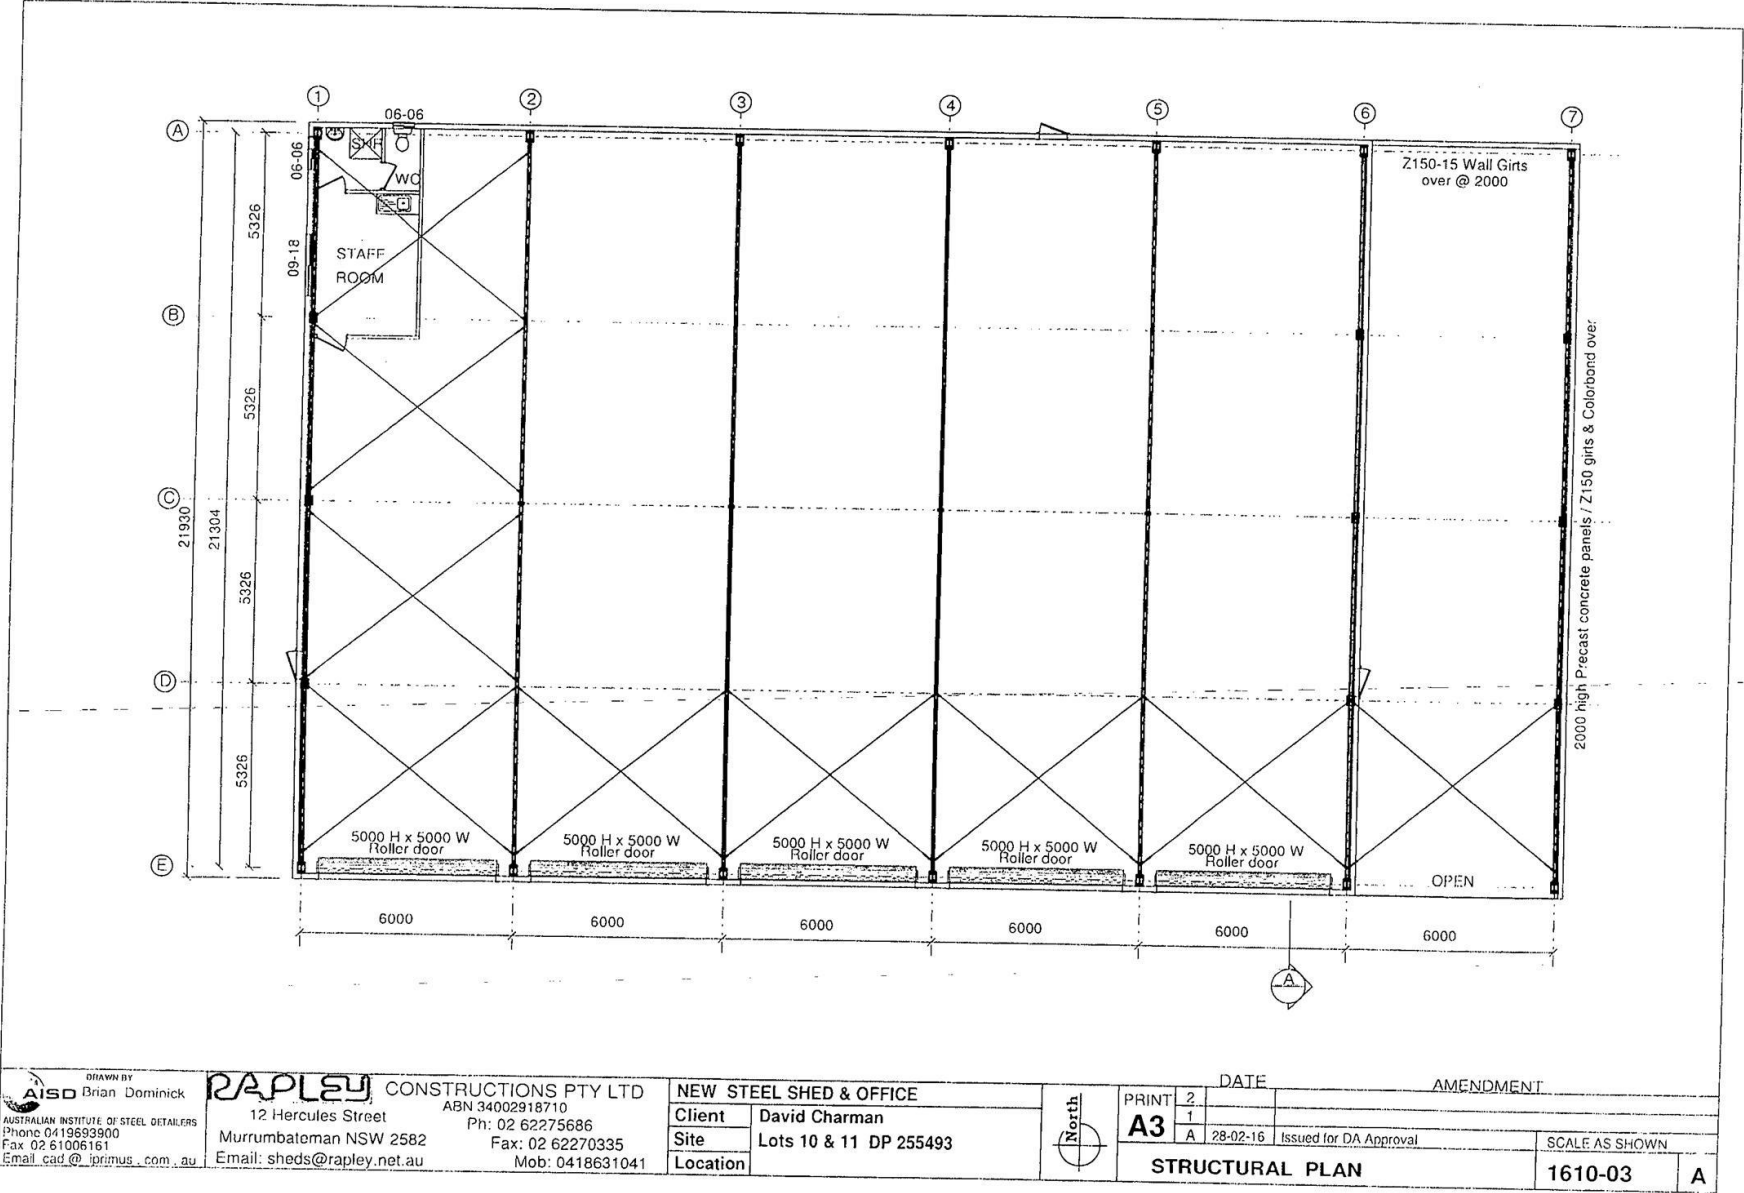 1 2 3 4 5 6 7
06-06
A
SHR
WC
06-06
Z150-15 Wall Girts
over @ 2000
5326
09-18
STAFF
ROOM
B
5326
C
21930
21304
5326
D
5326
2000 high Precast concrete panels / Z150 girts & Colorbond over
5000 H x 5000 W
Roller door
5000 H x 5000 W
Roller door
5000 H x 5000 W
Roller door
5000 H x 5000 W
Roller door
5000 H x 5000 W
Roller door
E
OPEN
6000 6000 6000 6000 6000 6000
A
DRAWN BY
AISD Brian Dominick
AUSTRALIAN INSTITUTE OF STEEL DETAILERS
Phone 0419693900
Fax 02 61006161
Email cad @ iprimus . com . au
RAPLEY CONSTRUCTIONS PTY LTD
12 Hercules Street
ABN 34002918710
Ph: 02 62275686
Murrumbateman NSW 2582
Fax: 02 62270335
Email: sheds@rapley.net.au
Mob: 0418631041
NEW STEEL SHED & OFFICE
Client David Charman
Site Lots 10 & 11 DP 255493
Location
North
PRINT
A3
DATE AMENDMENT
2
1
A 28-02-16 Issued for DA Approval
SCALE AS SHOWN
STRUCTURAL PLAN
1610-03 A